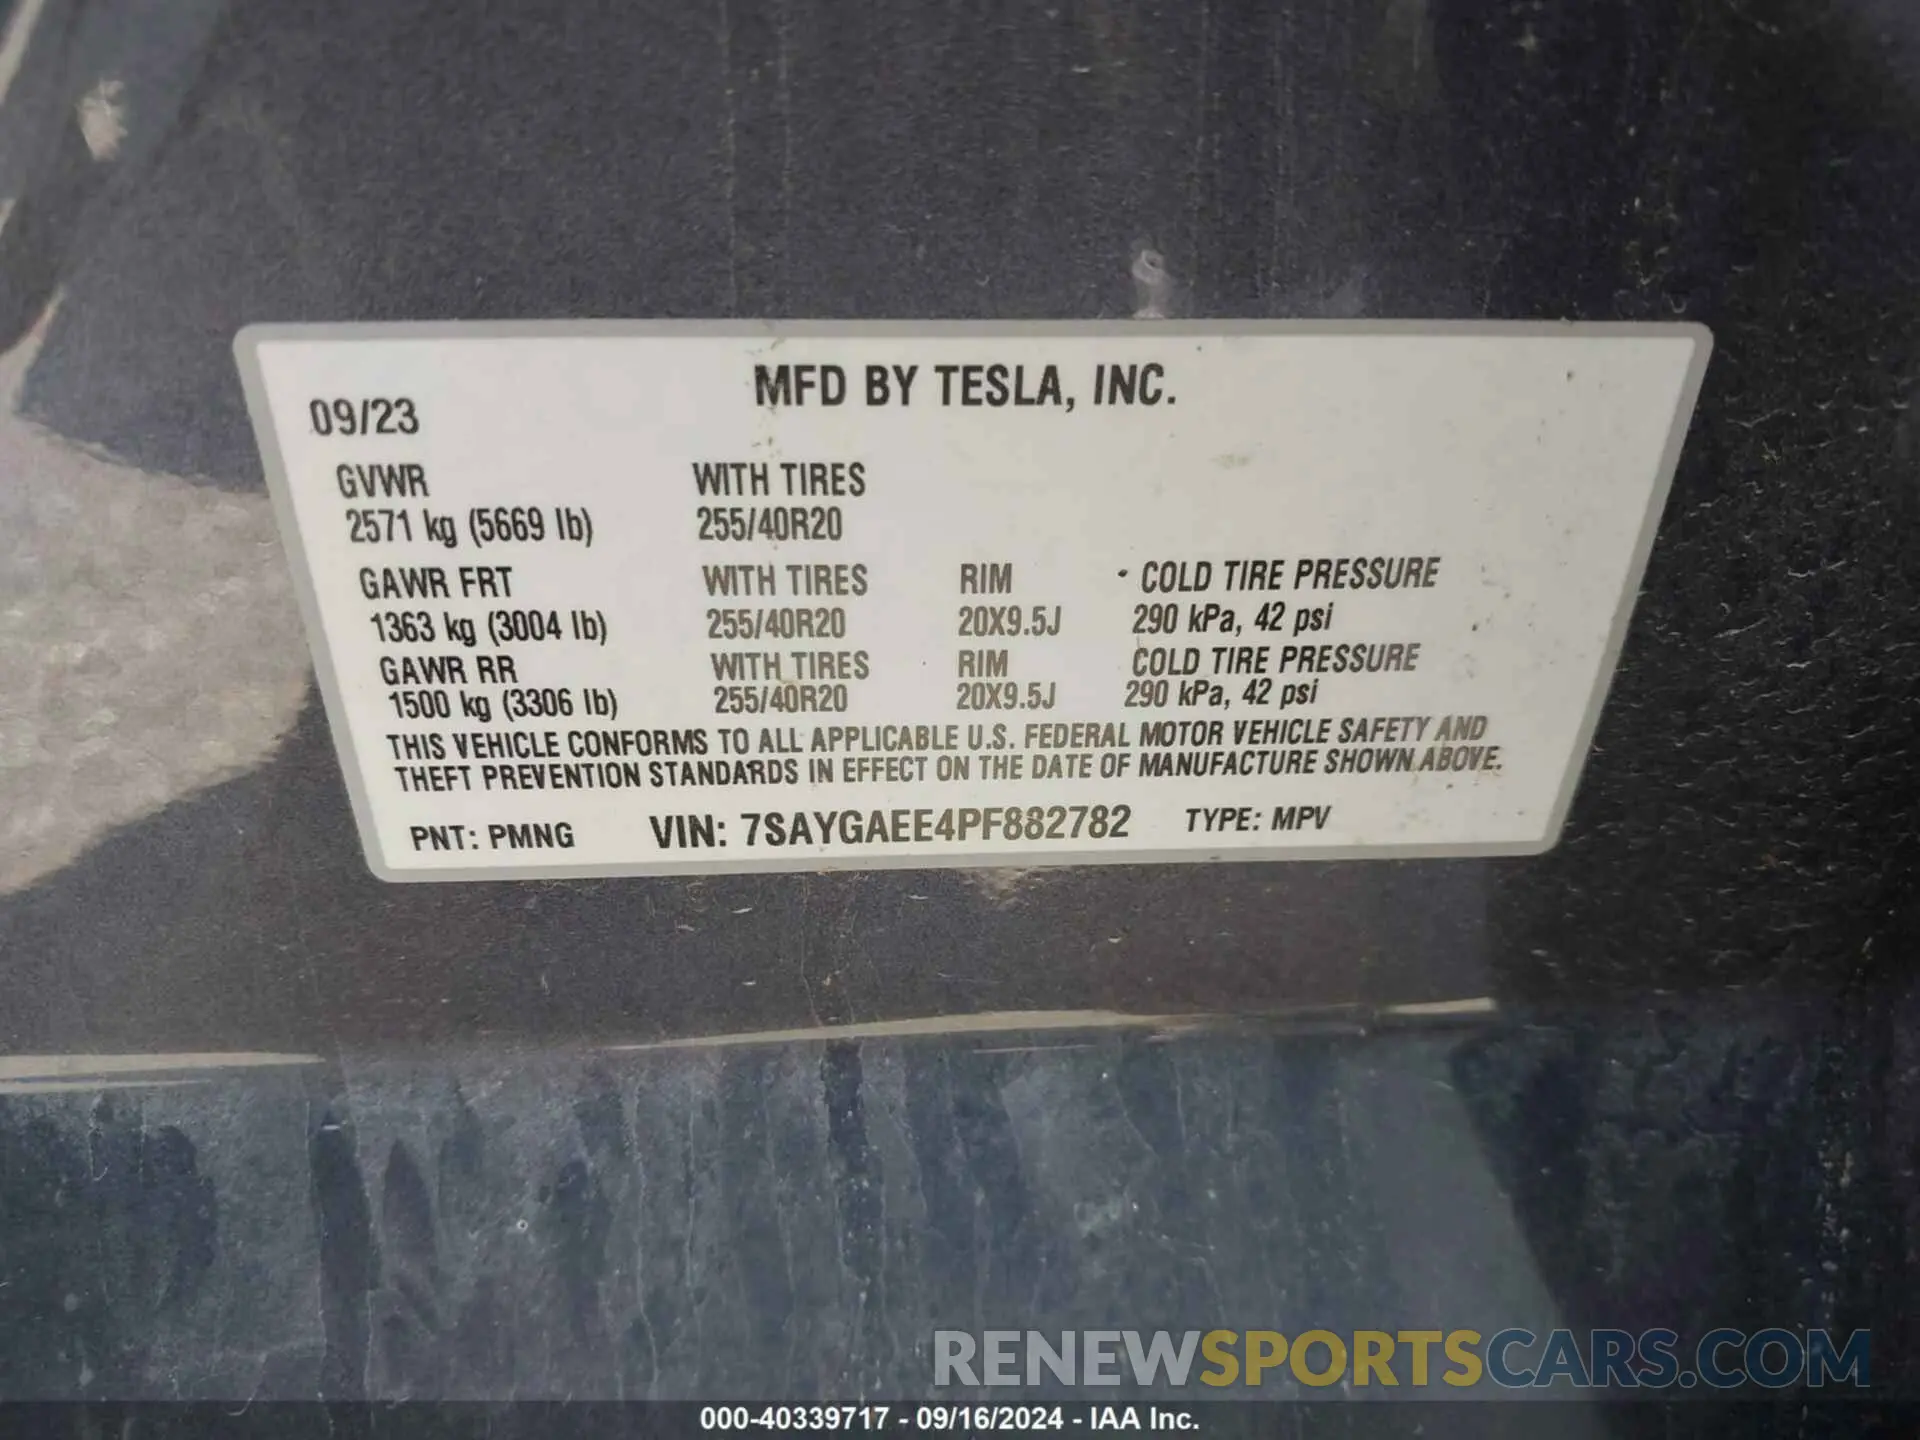 MFD BY TESLA, INC.
09/23
GVWR WITH TIRES
2571 kg (5669 lb) 255/40R20
GAWR FRT WITH TIRES RIM COLD TIRE PRESSURE
1363 kg (3004 lb) 255/40R20 20X9.5J 290 kPa, 42 psi
GAWR RR WITH TIRES RIM COLD TIRE PRESSURE
1500 kg (3306 lb) 255/40R20 20X9.5J 290 kPa, 42 psi
THIS VEHICLE CONFORMS TO ALL APPLICABLE U.S. FEDERAL MOTOR VEHICLE SAFETY AND
THEFT PREVENTION STANDARDS IN EFFECT ON THE DATE OF MANUFACTURE SHOWN ABOVE.
PNT: PMNG VIN: 7SAYGAEE4PF882782 TYPE: MPV
RENEWSPORTSCARS.COM
000-40339717 - 09/16/2024 - IAA Inc.